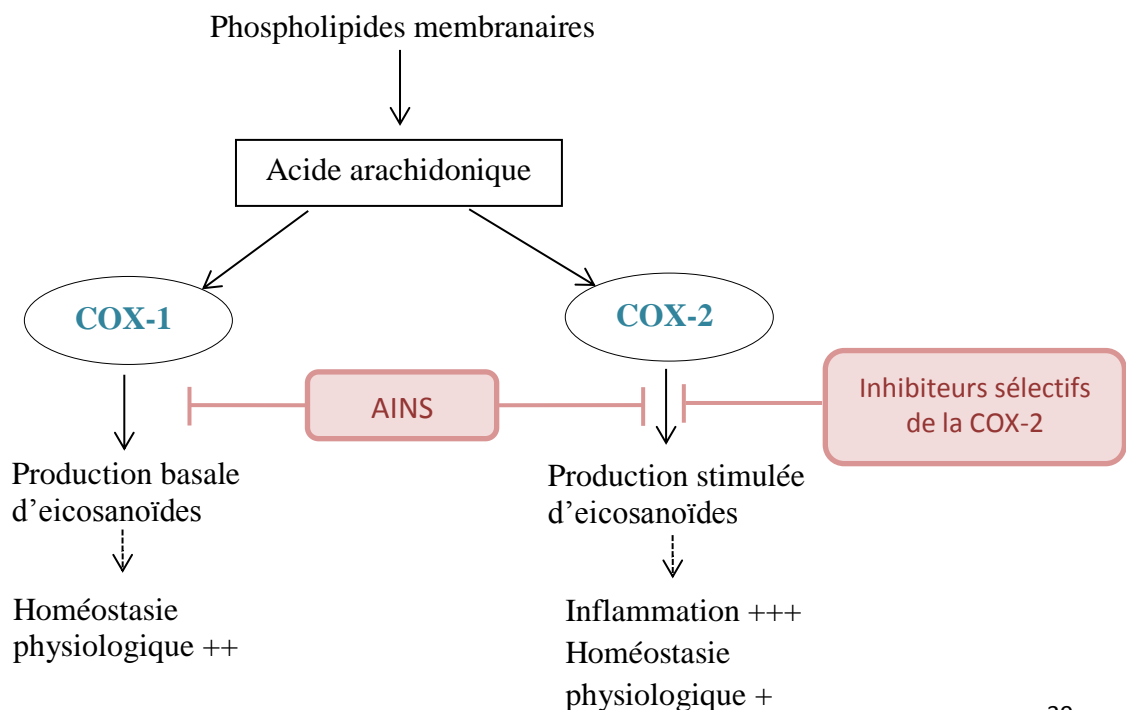 Phospholipides membranaires
Acide arachidonique
COX-1
COX-2
AINS
Inhibiteurs sélectifs
de la COX-2
Production basale
d’eicosanoïdes
Production stimulée
d’eicosanoïdes
Homéostasie
physiologique ++
Inflammation +++
Homéostasie
physiologique +